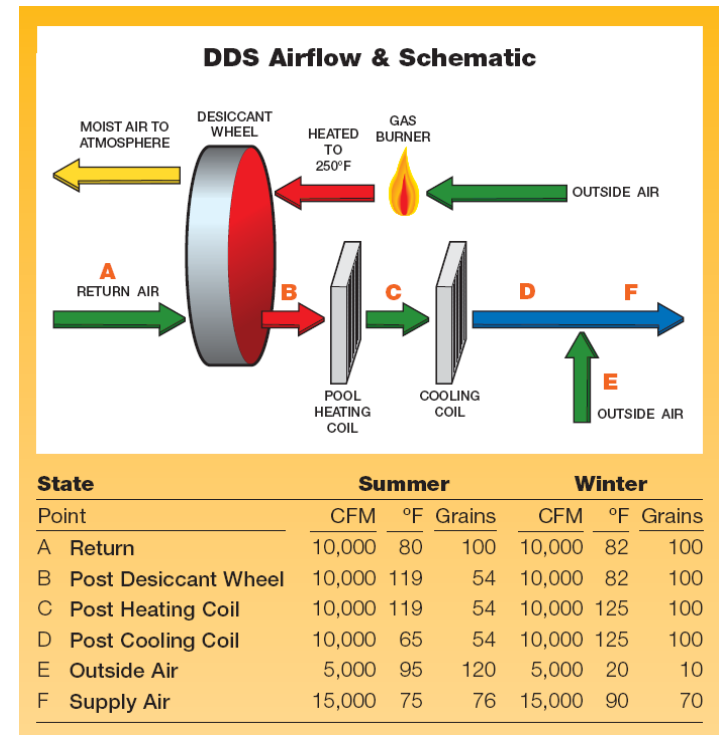 DDS Airflow & Schematic
MOIST AIR TO
ATMOSPHERE
DESICCANT
WHEEL
HEATED
TO
250°F
GAS
BURNER
OUTSIDE AIR
A
RETURN AIR
B
C
D
F
E
OUTSIDE AIR
POOL
HEATING
COIL
COOLING
COIL
State Summer Winter
Point CFM °F Grains CFM °F Grains
A Return 10,000 80 100 10,000 82 100
B Post Desiccant Wheel 10,000 119 54 10,000 82 100
C Post Heating Coil 10,000 119 54 10,000 125 100
D Post Cooling Coil 10,000 65 54 10,000 125 100
E Outside Air 5,000 95 120 5,000 20 10
F Supply Air 15,000 75 76 15,000 90 70